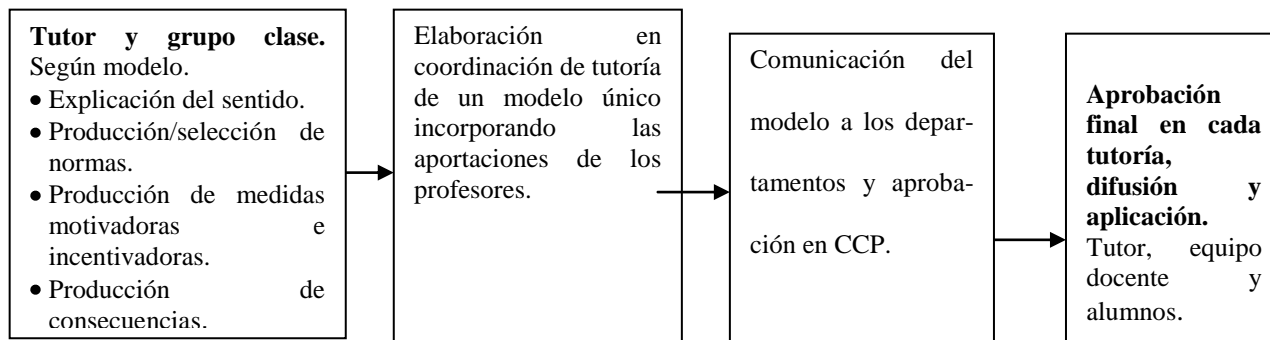 Tutor y grupo clase.
Según modelo.
• Explicación del sentido.
• Producción/selección de
normas.
• Producción de medidas
motivadoras e
incentivadoras.
• Producción de
consecuencias.
Elaboración en
coordinación de tutoría
de un modelo único
incorporando las
aportaciones de los
profesores.
Comunicación del
modelo a los depar-
tamentos y aproba-
ción en CCP.
Aprobación
final en cada
tutoría,
difusión y
aplicación.
Tutor, equipo
docente y
alumnos.